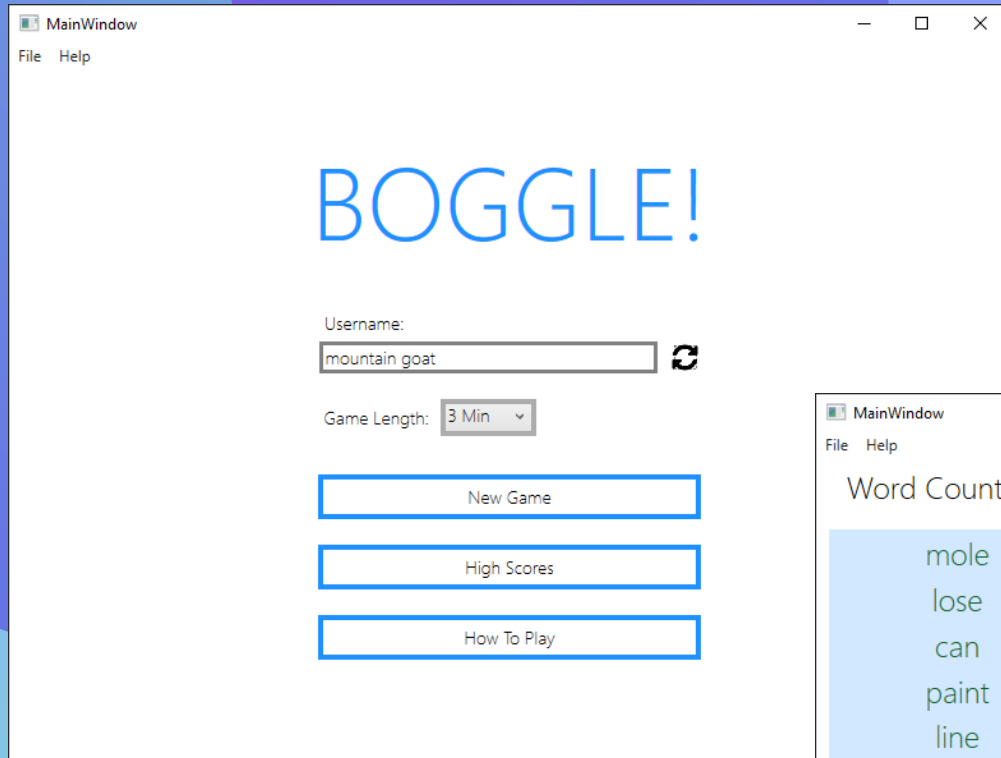 MainWindow
File Help
BOGGLE!
Username:
mountain goat
Game Length: 3 Min
New Game
High Scores
How To Play
MainWindow
File Help
Word Count
mole
lose
can
paint
line